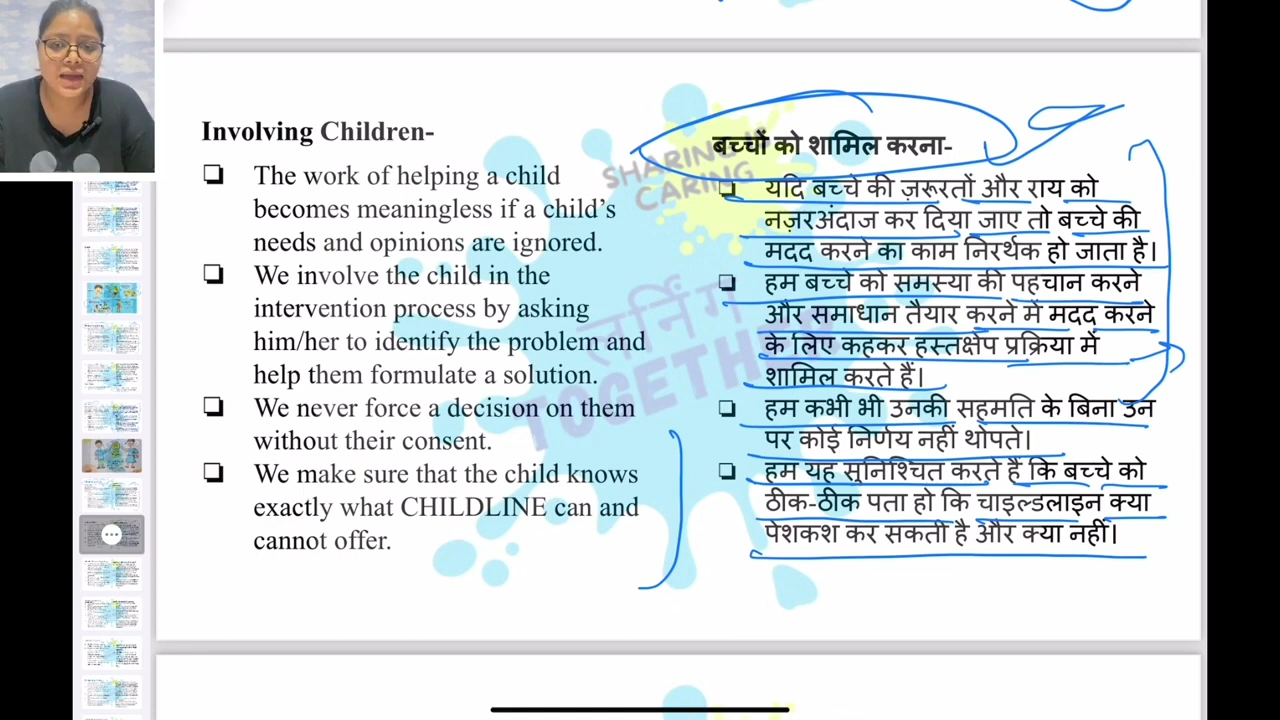 Involving Children-
❑ The work of helping a child
becomes meaningless if a child's
needs and opinions are ignored.
❑ We involve the child in the
intervention process by asking
him/her to identify the problem and
help them formulate a solution.
❑ We never force a decision on them
without their consent.
❑ We make sure that the child knows
exactly what CHILDLINE can and
cannot offer.
बच्चों को शामिल करना-
❑ यदि बच्चे की ज़रूरतों और राय को
नज़रअंदाज कर दिया जाए तो बच्चे की
मदद करने का काम निरर्थक हो जाता है।
❑ हम बच्चे को समस्या की पहचान करने
और समाधान तैयार करने में मदद करने
के लिए कहकर हस्तक्षेप प्रक्रिया में
शामिल करते हैं।
❑ हम कभी भी उनकी सहमति के बिना उन
पर कोई निर्णय नहीं थोपते।
❑ हम यह सुनिश्चित करते हैं कि बच्चे को
ठीक-ठीक पता हो कि चाइल्डलाइन क्या
पेशकश कर सकती है और क्या नहीं।
SHARING
CARING
लर्निंग
TOGETHER